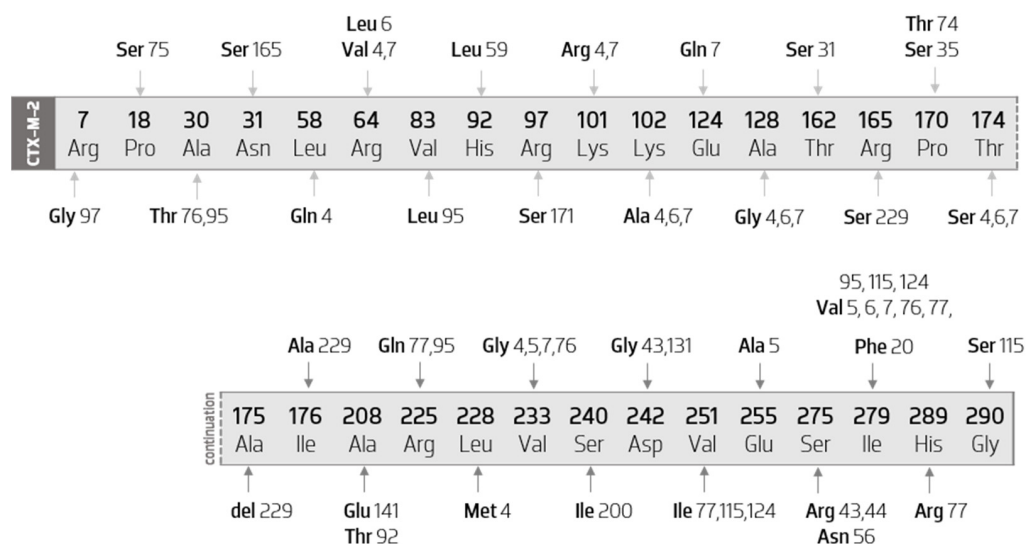 Leu 6
Thr 74
Ser 75 Ser 165 Val 4,7 Leu 59 Arg 4,7 Gln 7 Ser 31 Ser 35
CTX-M-2
7 18 30 31 58 64 83 92 97 101 102 124 128 162 165 170 174
Arg Pro Ala Asn Leu Arg Val His Arg Lys Lys Glu Ala Thr Arg Pro Thr
Gly 97 Thr 76,95 Gln 4 Leu 95 Ser 171 Ala 4,6,7 Gly 4,6,7 Ser 229 Ser 4,6,7
95, 115, 124
Val 5, 6, 7, 76, 77,
Ala 229 Gln 77,95 Gly 4,5,7,76 Gly 43,131 Ala 5 Phe 20 Ser 115
continuation
175 176 208 225 228 233 240 242 251 255 275 279 289 290
Ala Ile Ala Arg Leu Val Ser Asp Val Glu Ser Ile His Gly
del 229 Glu 141 Met 4 Ile 200 Ile 77,115,124 Arg 43,44 Arg 77
Thr 92 Asn 56